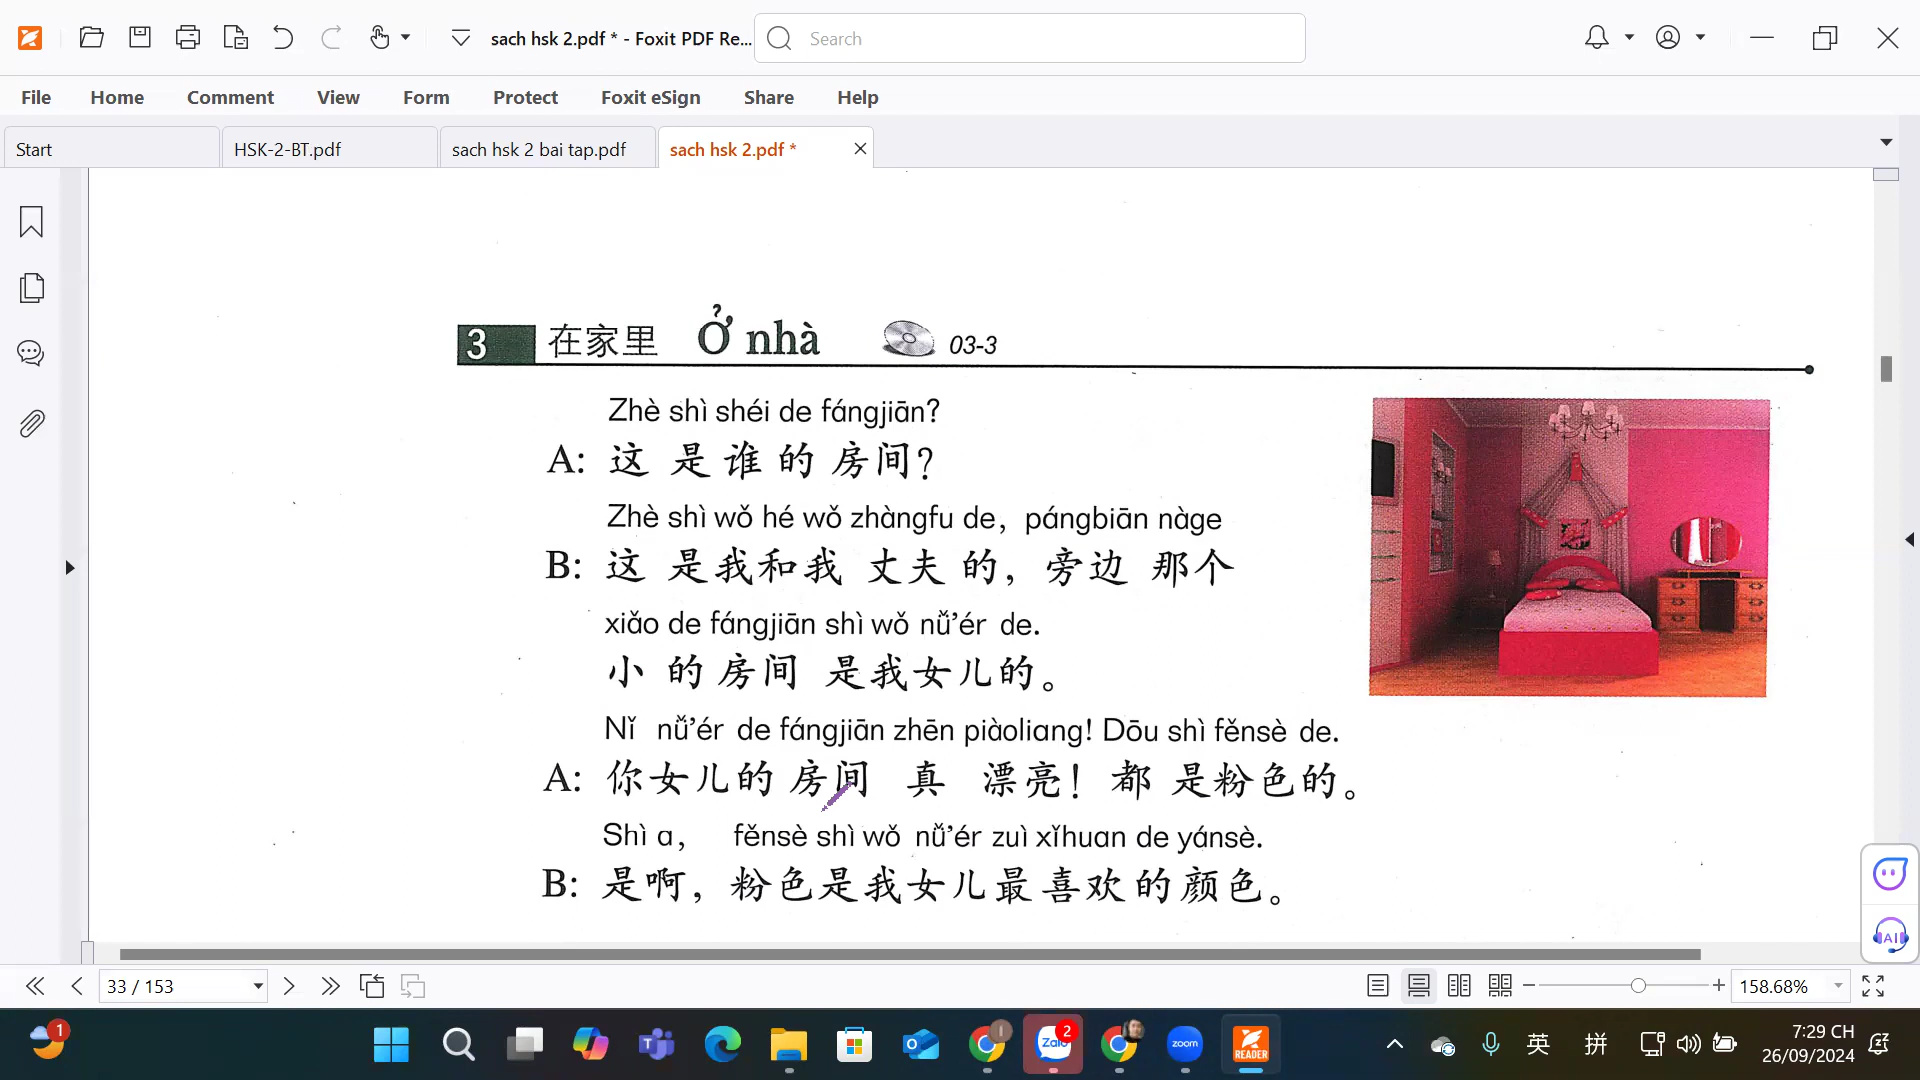 sach hsk 2.pdf * - Foxit PDF Re...
Search
File Home Comment View Form Protect Foxit eSign Share Help
Start HSK-2-BT.pdf sach hsk 2 bai tap.pdf sach hsk 2.pdf *
3 在家里 Ở nhà 03-3
Zhè shì shéi de fángjiān?
A: 这 是 谁 的 房间?
Zhè shì wǒ hé wǒ zhàngfu de, pángbiān nàge
B: 这 是我和我 丈夫 的, 旁边 那个
xiǎo de fángjiān shì wǒ nǚ’ér de.
小 的 房间 是我女儿的。
Nǐ nǚ’ér de fángjiān zhēn piàoliang! Dōu shì fěnsè de.
A: 你女儿的 房间 真 漂亮! 都 是粉色的。
Shì a, fěnsè shì wǒ nǚ’ér zuì xǐhuan de yánsè.
B: 是啊, 粉色是我女儿最喜欢的颜色。
AI
33 / 153
158.68%
1
Zalo 2
zoom
READER
英 拼
7:29 CH
26/09/2024